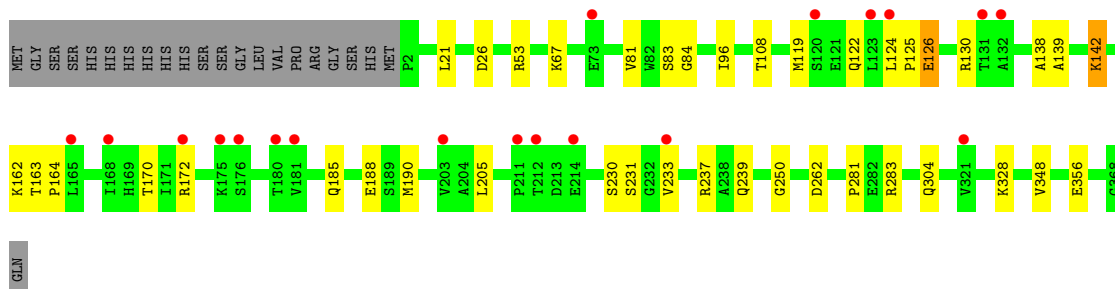 MET GLY SER SER HIS HIS HIS HIS HIS HIS SER SER GLY LEU VAL PRO ARG GLY SER HIS MET P2 L21 D26 R53 K67 E73 V81 W82 S83 G84 I96 T108 M119 S120 E121 Q122 L123 L124 P125 E126 R130 T131 A132 A138 A139 K142
K162 T163 P164 L165 I168 H169 T170 I171 R172 K175 S176 T180 V181 Q185 E188 S189 M190 V203 A204 L205 P211 T212 D213 E214 S230 S231 G232 V233 R237 A238 Q239 G250 D262 P281 E282 R283 Q304 V321 K328 V348 E356 G368
GLN